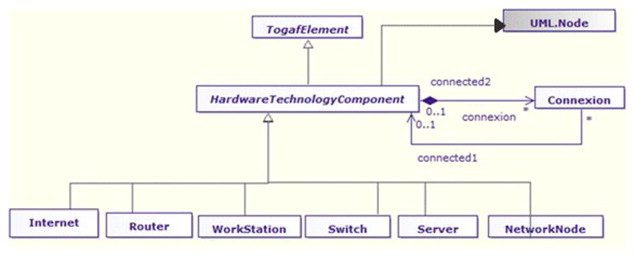 TogafElement
UML.Node
HardwareTechnologyComponent
connected2
0..1
connexion
*
Connexion
0..1
*
connected1
Internet
Router
WorkStation
Switch
Server
NetworkNode